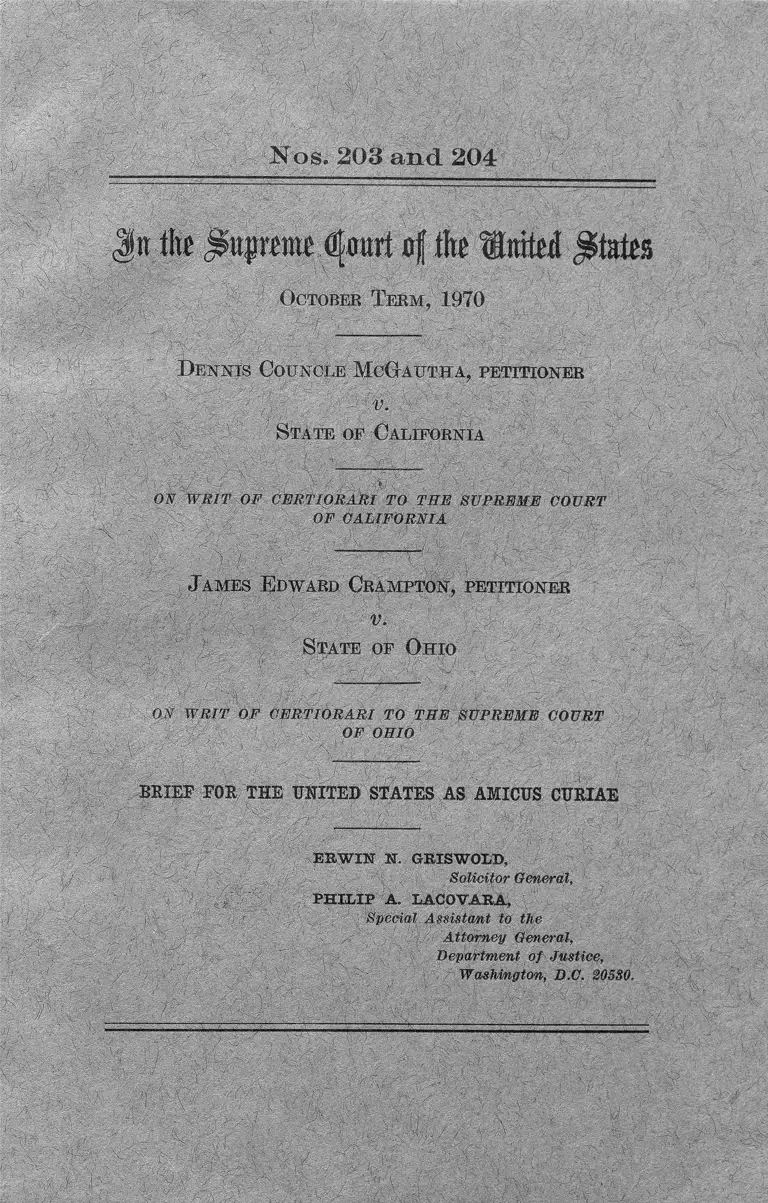 Nos. 203 and 204
In the Supreme Court of the United States
OCTOBER TERM, 1970
DENNIS COUNCLE MCGAUTHA, PETITIONER
v.
STATE OF CALIFORNIA
ON WRIT OF CERTIORARI TO THE SUPREME COURT
OF CALIFORNIA
JAMES EDWARD CRAMPTON, PETITIONER
v.
STATE OF OHIO
ON WRIT OF CERTIORARI TO THE SUPREME COURT
OF OHIO
BRIEF FOR THE UNITED STATES AS AMICUS CURIAE
ERWIN N. GRISWOLD,
Solicitor General,
PHILIP A. LACOVARA,
Special Assistant to the
Attorney General,
Department of Justice,
Washington, D.C. 20530.